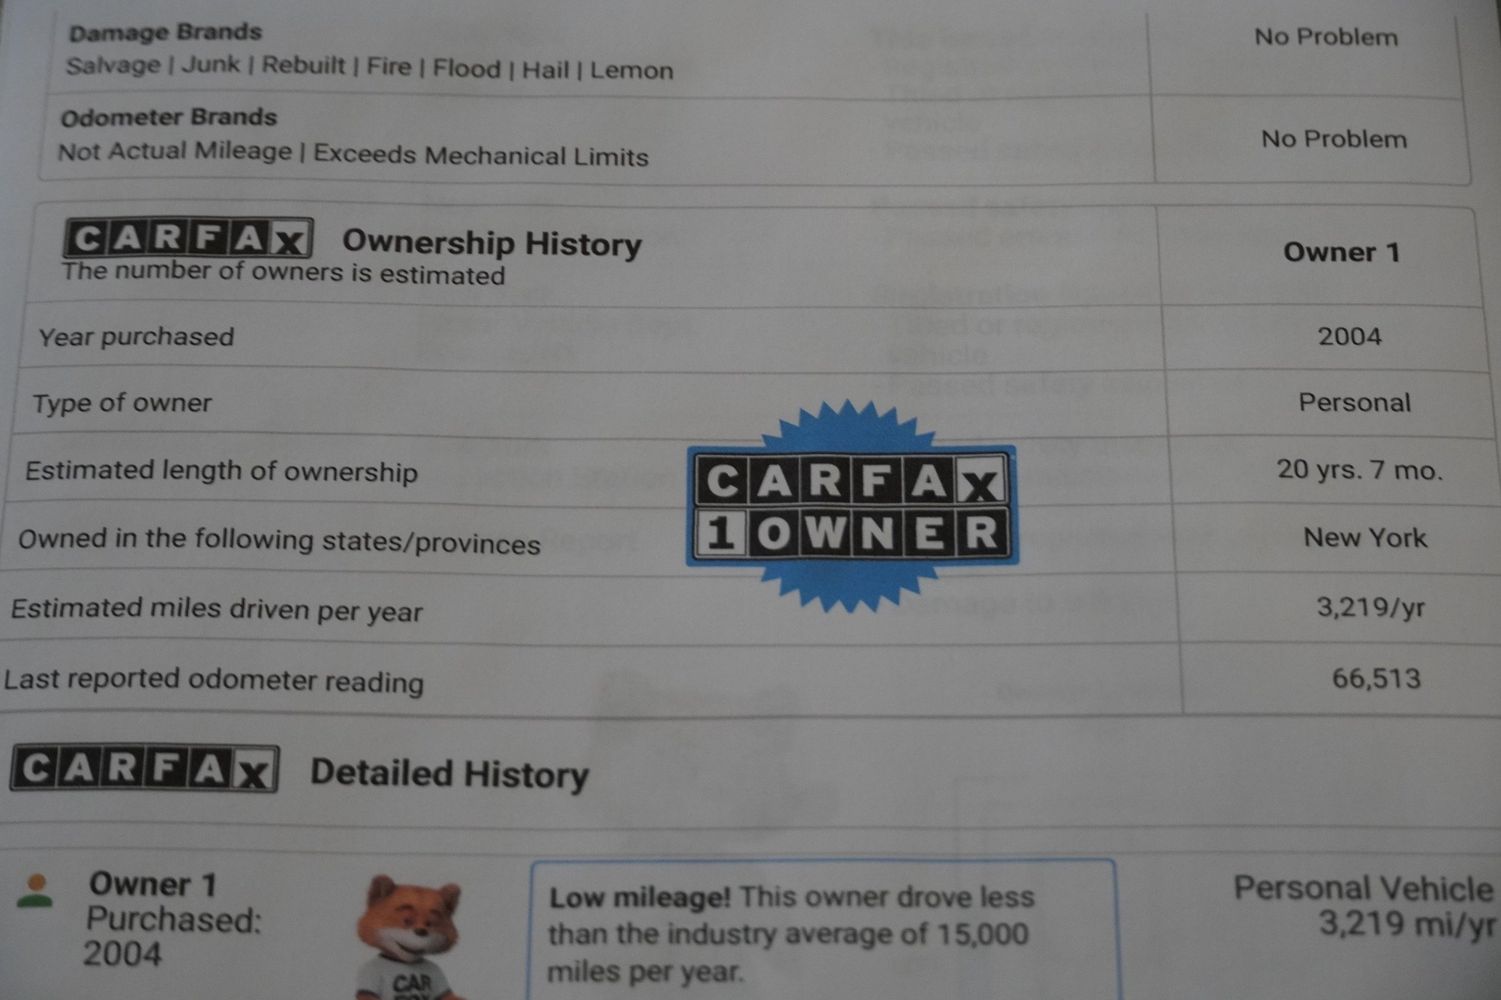 Damage Brands
Salvage | Junk | Rebuilt | Fire | Flood | Hail | Lemon
No Problem
Odometer Brands
Not Actual Mileage | Exceeds Mechanical Limits
No Problem
CARFAX Ownership History
The number of owners is estimated
Owner 1
Year purchased
2004
Type of owner
Personal
Estimated length of ownership
20 yrs. 7 mo.
CARFAX
1 OWNER
Owned in the following states/provinces
New York
Estimated miles driven per year
3,219/yr
Last reported odometer reading
66,513
CARFAX Detailed History
Owner 1
Purchased:
2004
CAR
FOX
Low mileage! This owner drove less
than the industry average of 15,000
miles per year.
Personal Vehicle
3,219 mi/yr